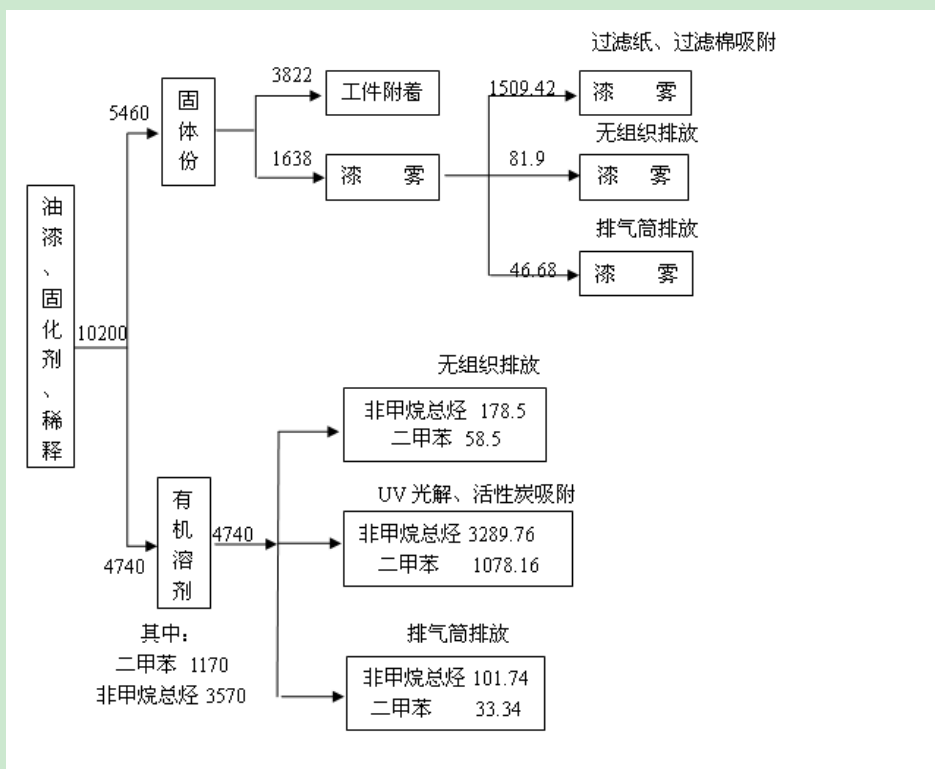 过滤纸、过滤棉吸附
3822
工件附着
1509.42
漆 雾
5460
固体份
无组织排放
1638
漆 雾
81.9
漆 雾
排气筒排放
46.68
漆 雾
油漆、固化剂、稀释
10200
无组织排放
非甲烷总烃 178.5
二甲苯 58.5
UV 光解、活性炭吸附
有机溶剂
4740
4740
非甲烷总烃 3289.76
二甲苯 1078.16
其中：
二甲苯 1170
非甲烷总烃 3570
排气筒排放
非甲烷总烃 101.74
二甲苯 33.34